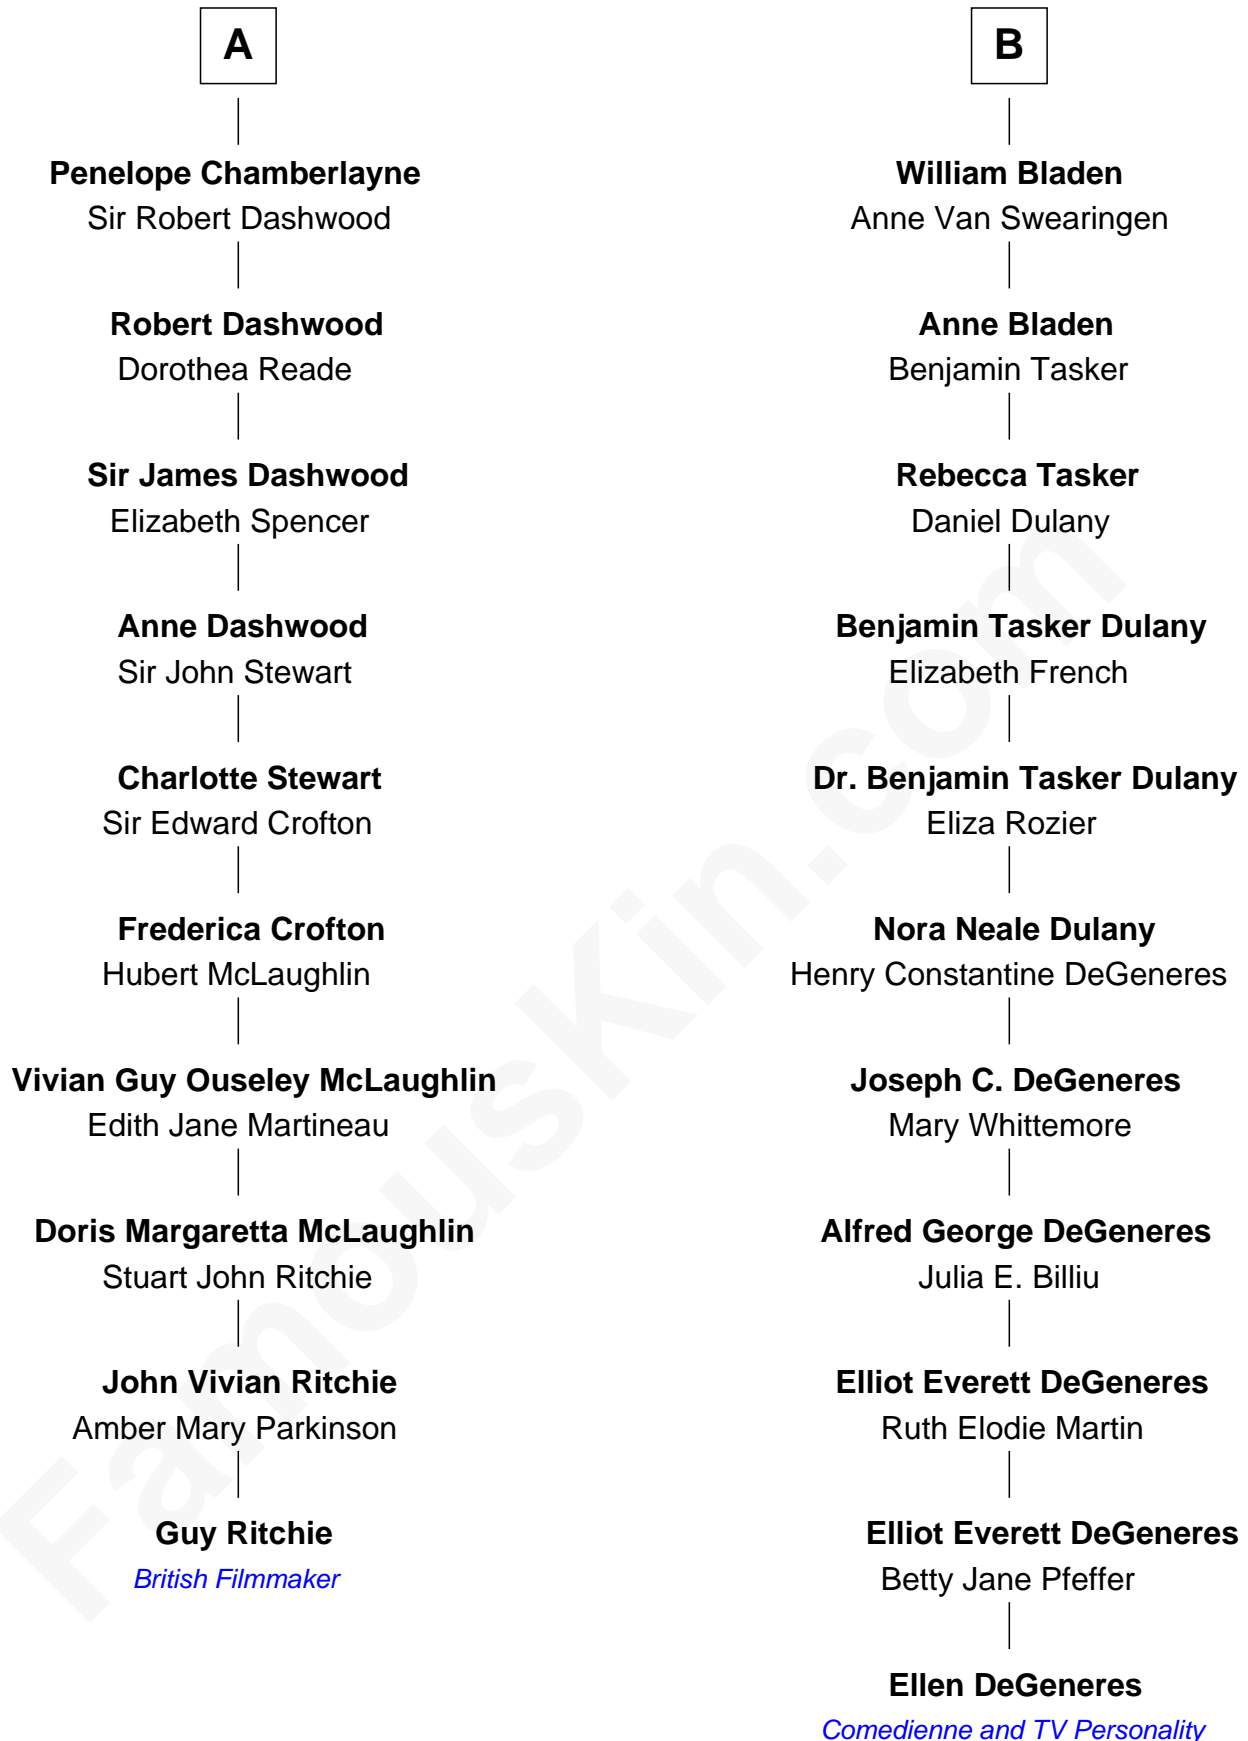 A
Penelope Chamberlayne
Sir Robert Dashwood
Robert Dashwood
Dorothea Reade
Sir James Dashwood
Elizabeth Spencer
Anne Dashwood
Sir John Stewart
Charlotte Stewart
Sir Edward Crofton
Frederica Crofton
Hubert McLaughlin
Vivian Guy Ouseley McLaughlin
Edith Jane Martineau
Doris Margaretta McLaughlin
Stuart John Ritchie
John Vivian Ritchie
Amber Mary Parkinson
Guy Ritchie
British Filmmaker
B
William Bladen
Anne Van Swearingen
Anne Bladen
Benjamin Tasker
Rebecca Tasker
Daniel Dulany
Benjamin Tasker Dulany
Elizabeth French
Dr. Benjamin Tasker Dulany
Eliza Rozier
Nora Neale Dulany
Henry Constantine DeGeneres
Joseph C. DeGeneres
Mary Whittemore
Alfred George DeGeneres
Julia E. Billiu
Elliot Everett DeGeneres
Ruth Elodie Martin
Elliot Everett DeGeneres
Betty Jane Pfeffer
Ellen DeGeneres
Comedienne and TV Personality
FamousKin.com